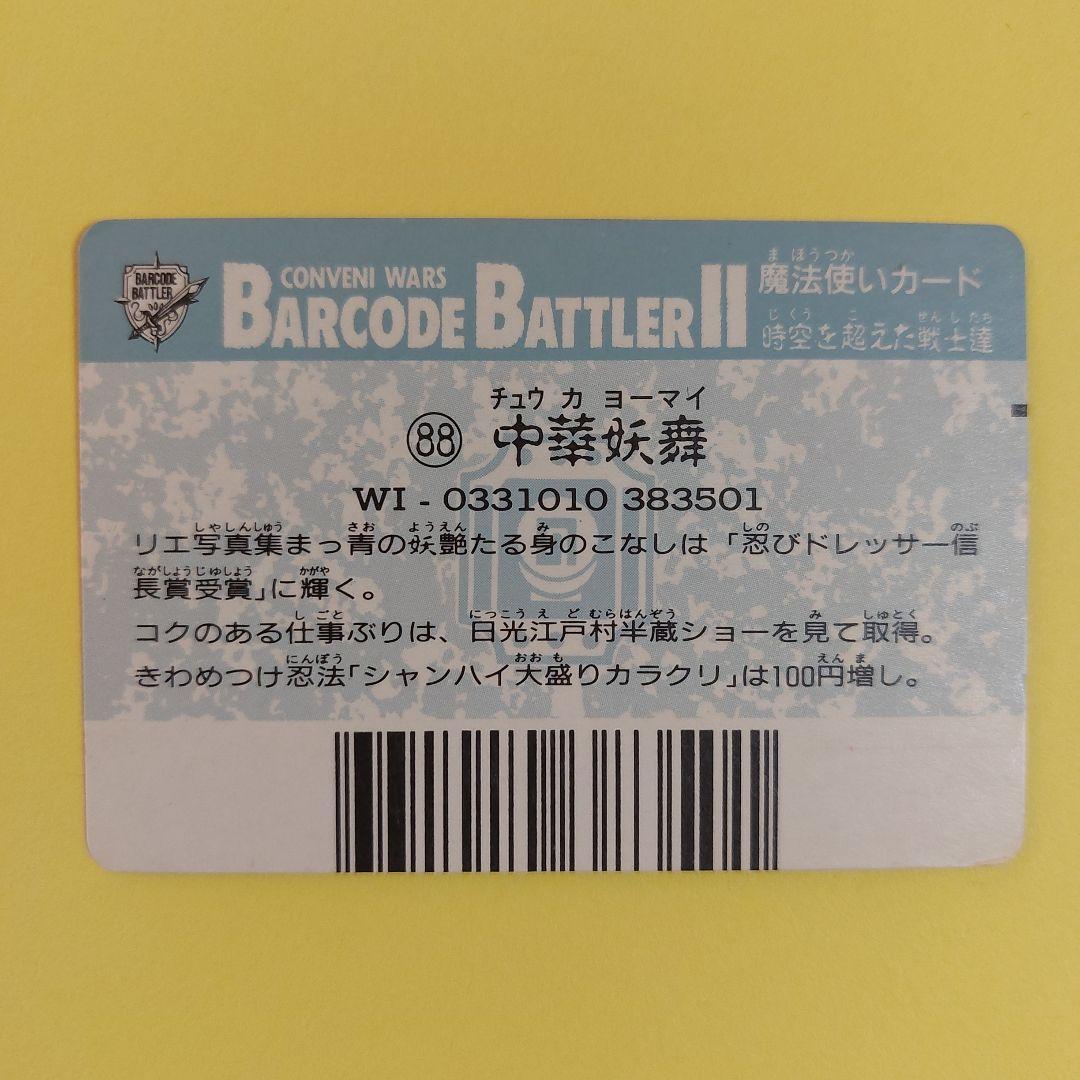 BARCODE
BATTLER
CONVENI WARS
BARCODE BATTLER II
まほうつか
魔法使いカード
じくう こ せんしたち
時空を超えた戦士達
チュウ カ ヨーマイ
88 中華妖舞
WI - 0331010 383501
しゃしんしゅう さお ようえん み しの のぶ
リエ写真集まっ青の妖艶たる身のこなしは「忍びドレッサー信
ながしょうじゅしょう かがや
長賞受賞」に輝く。
しごと にっこうえどむらはんぞう み しゅとく
コクのある仕事ぶりは、日光江戸村半蔵ショーを見て取得。
にんぽう おおも えんま
きわめつけ忍法「シャンハイ大盛りカラクリ」は100円増し。